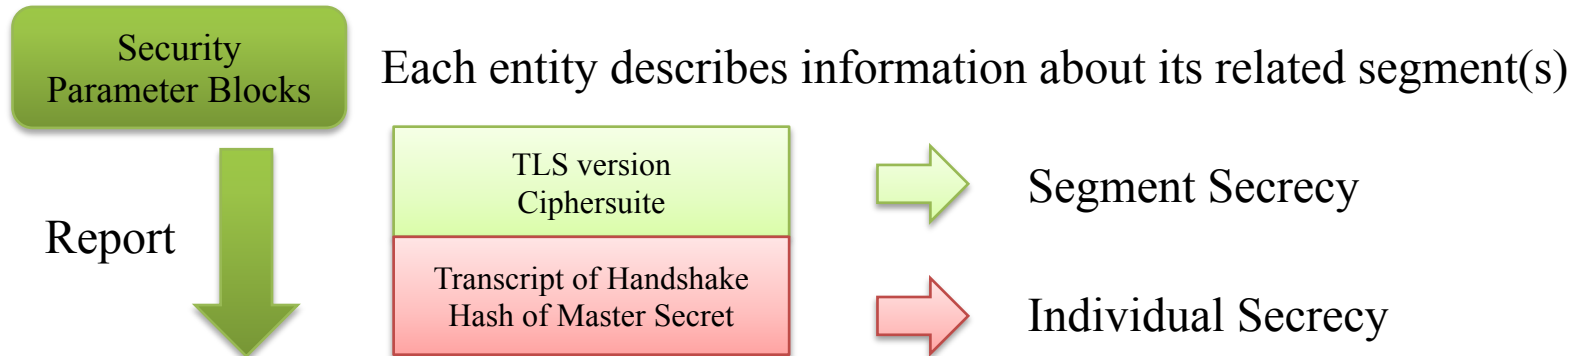 Security
Parameter Blocks
Each entity describes information about its related segment(s)
TLS version
Ciphersuite
Segment Secrecy
Report
Transcript of Handshake
Hash of Master Secret
Individual Secrecy